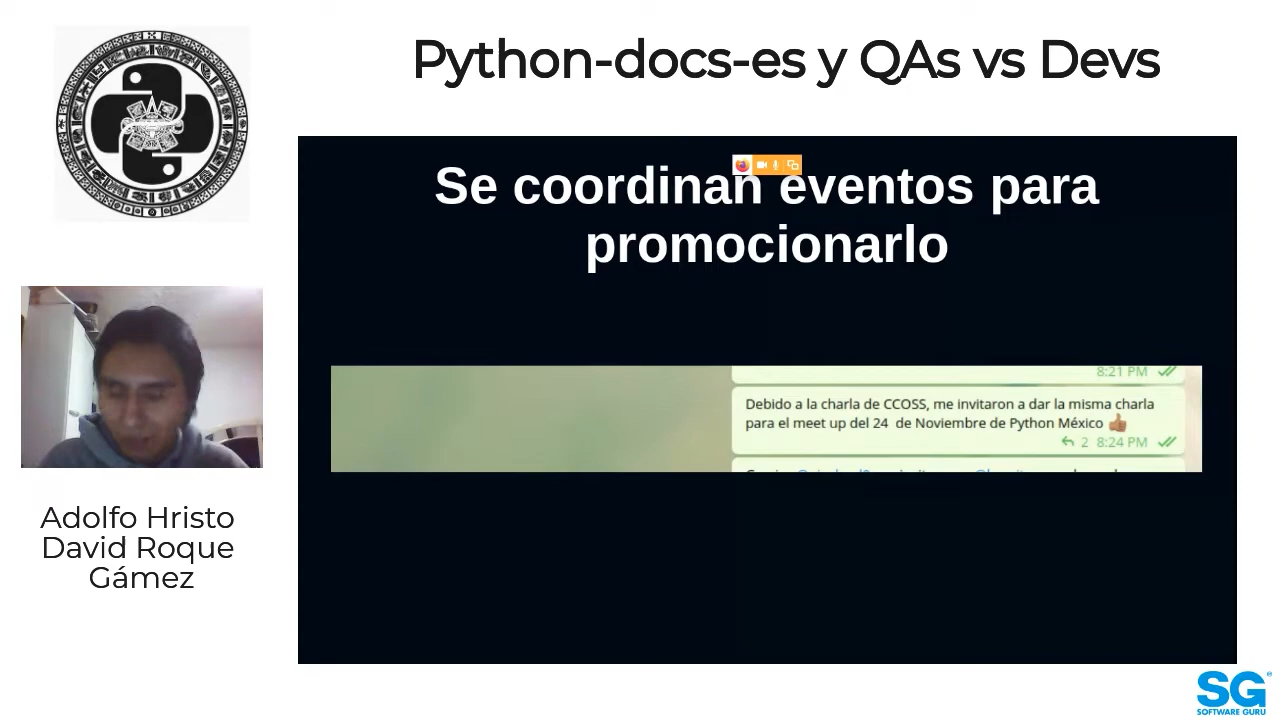 Python-docs-es y QAs vs Devs
Se coordinan eventos para
promocionarlo
8:21 PM
Debido a la charla de CCOSS, me invitaron a dar la misma charla
para el meet up del 24 de Noviembre de Python México 👍🏽
2 8:24 PM
Adolfo Hristo
David Roque
Gámez
SG
SOFTWARE GURU